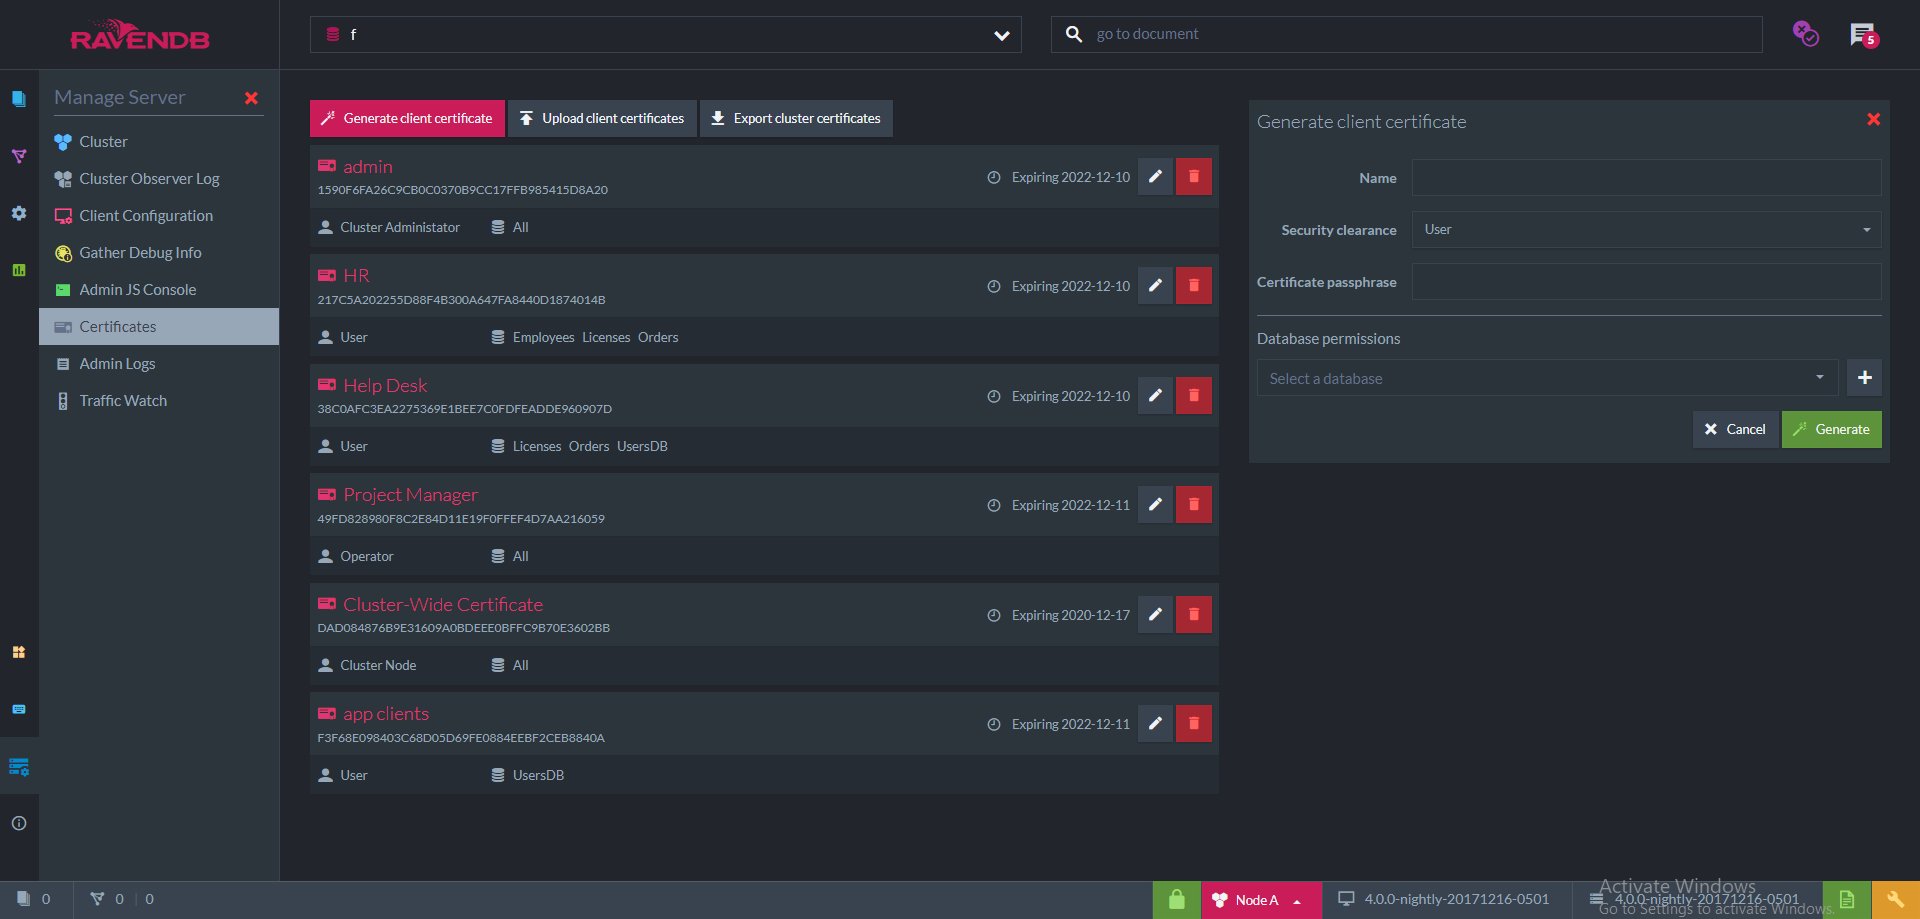 RAVENDB
f
go to document
5
Manage Server
Cluster
Cluster Observer Log
Client Configuration
Gather Debug Info
Admin JS Console
Certificates
Admin Logs
Traffic Watch
Generate client certificate
Upload client certificates
Export cluster certificates
admin
1590F6FA26C9CB0C0370B9CC17FFB985415D8A20
Expiring 2022-12-10
Cluster Administator
All
HR
217C5A202255D88F4B300A647FA8440D1874014B
Expiring 2022-12-10
User
Employees Licenses Orders
Help Desk
38C0AFC3EA2275369E1BEE7C0FDFEADDE960907D
Expiring 2022-12-10
User
Licenses Orders UsersDB
Project Manager
49FD828980F8C2E84D11E19F0FFEF4D7AA216059
Expiring 2022-12-11
Operator
All
Cluster-Wide Certificate
DAD084876B9E31609A0BDEEE0BFFC9B70E3602BB
Expiring 2020-12-17
Cluster Node
All
app clients
F3F68E098403C68D05D69FE0884EEBF2CEB8840A
Expiring 2022-12-11
User
UsersDB
Generate client certificate
Name
Security clearance
User
Certificate passphrase
Database permissions
Select a database
Cancel
Generate
0
0 | 0
Node A
4.0.0-nightly-20171216-0501
4.0.0-nightly-20171216-0501
Activate Windows
Go to Settings to activate Windows.